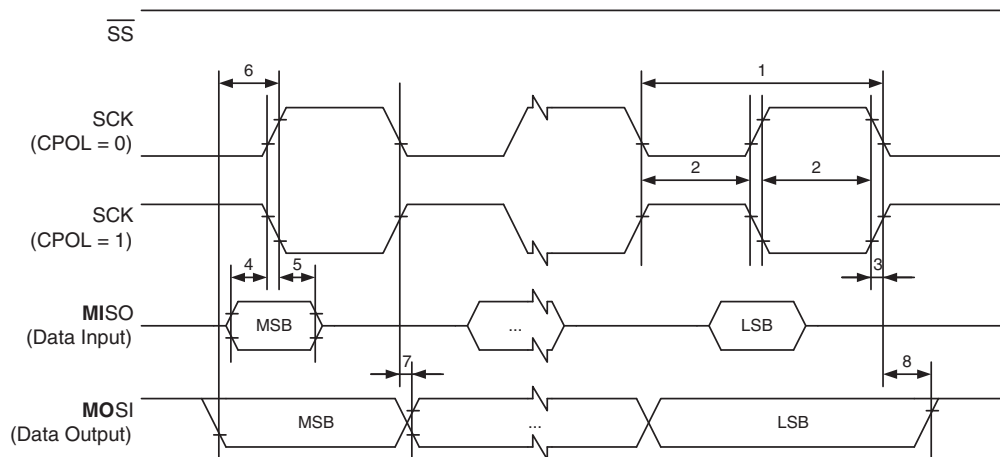 SS
6
1
SCK
(CPOL = 0)
2
2
SCK
(CPOL = 1)
4
5
3
MISO
(Data Input)
MSB
...
LSB
7
8
MOSI
(Data Output)
MSB
...
LSB